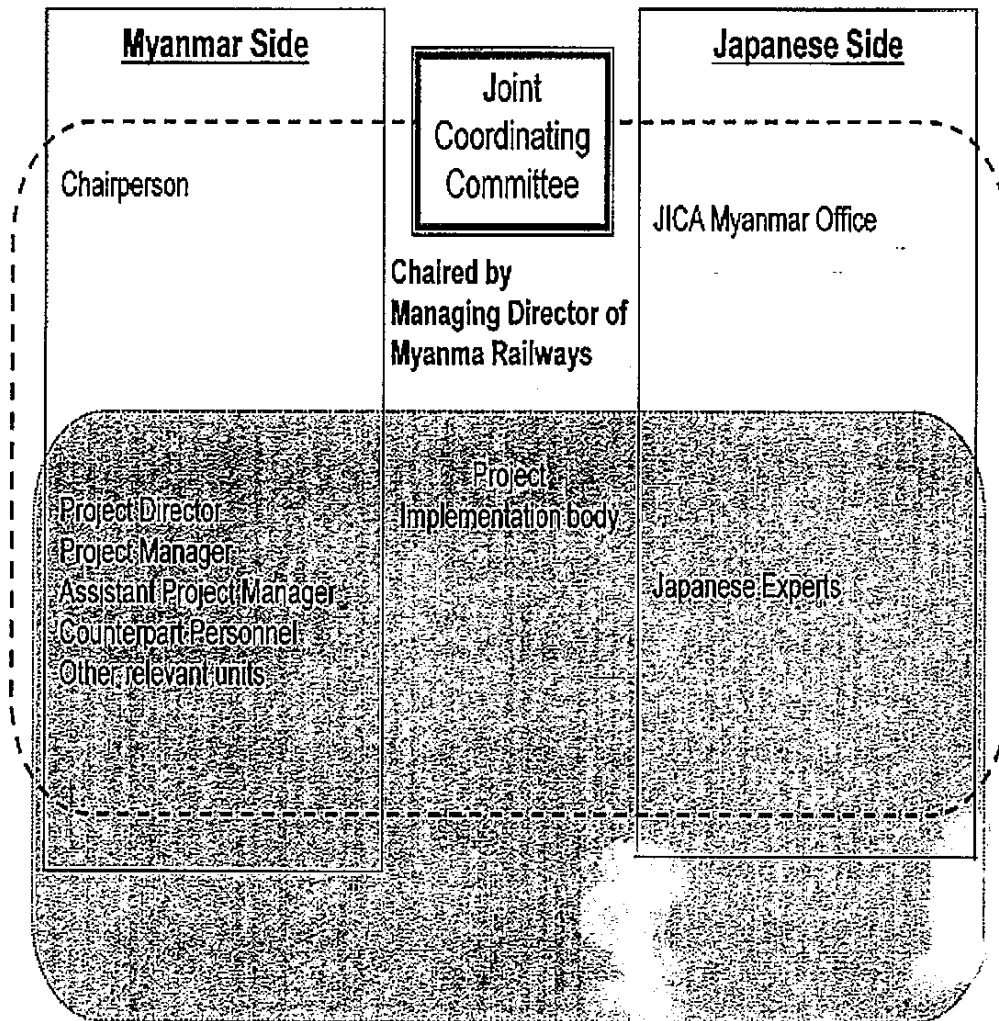 Myanmar Side
Joint
Coordinating
Committee
Japanese Side
Chairperson
JICA Myanmar Office
Chaired by
Managing Director of
Myanma Railways
Project
Implementation body
Project Director
Project Manager
Assistant Project Manager
Counterpart Personnel
Other relevant units
Japanese Experts